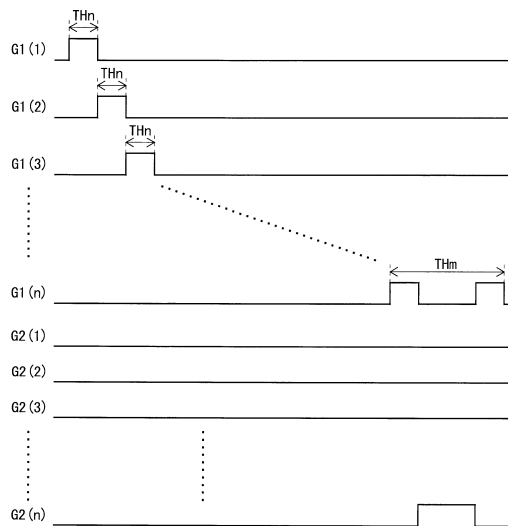 THn
G1(1)
THn
G1(2)
THn
G1(3)
THm
G1(n)
G2(1)
G2(2)
G2(3)
G2(n)